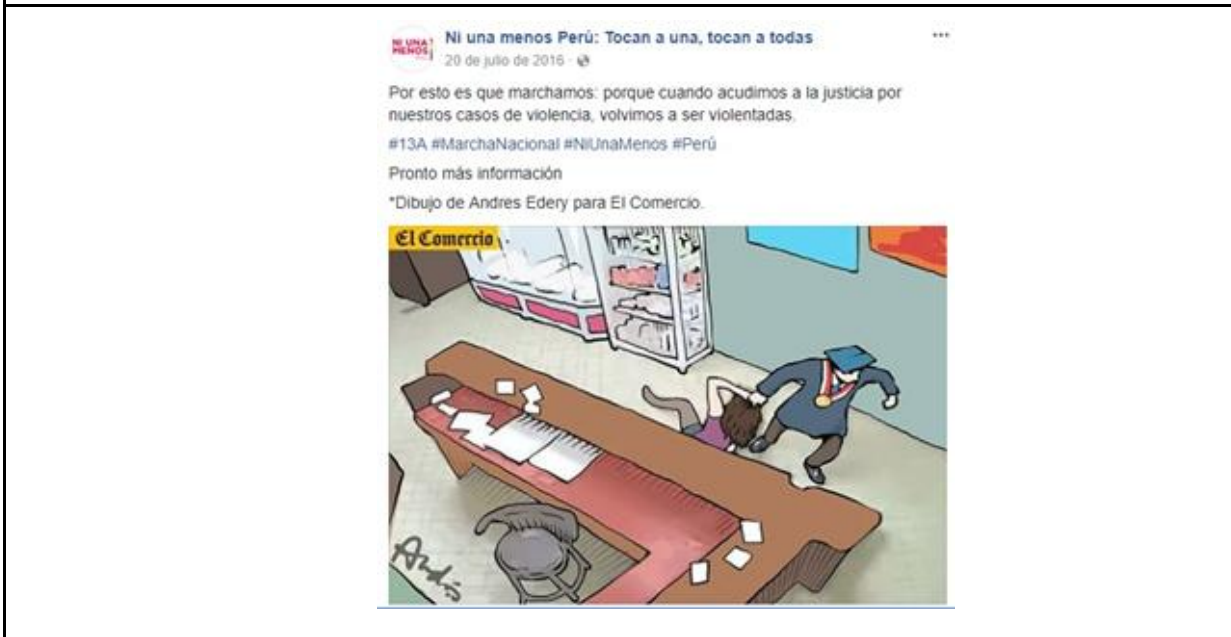 NI UNA MENOS
Ni una menos Perú: Tocan a una, tocan a todas
20 de julio de 2016
Por esto es que marchamos: porque cuando acudimos a la justicia por
nuestros casos de violencia, volvimos a ser violentadas.
#13A #MarchaNacional #NiUnaMenos #Perú
Pronto más información
*Dibujo de Andres Edery para El Comercio.
El Comercio
Andrés